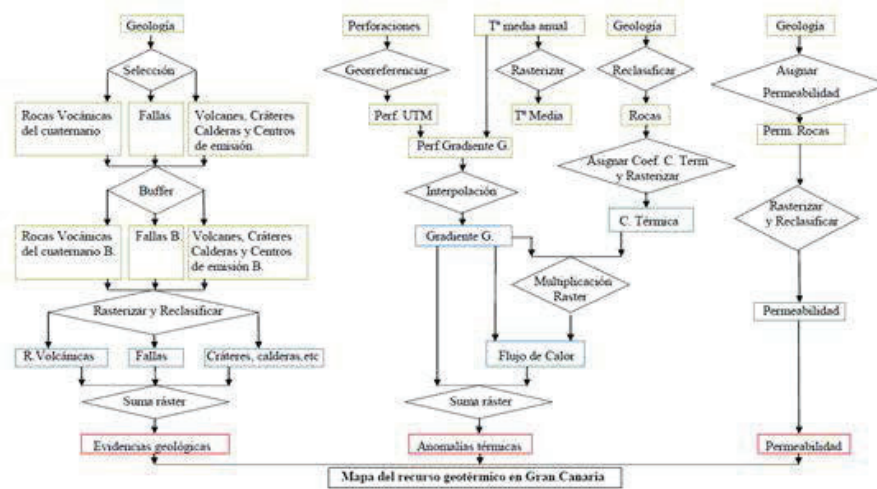 Geología
Selección
Rocas Vocánicas
del cuaternario
Fallas
Volcanes, Cráteres
Calderas y Centros
de emisión
Buffer
Rocas Vocánicas
del cuaternario B.
Fallas B.
Volcanes, Cráteres
Calderas y Centros
de emisión B.
Rasterizar y Reclasificar
R.Volcánicas
Fallas
Cráteres, calderas,etc
Suma ráster
Evidencias geológicas
Perforaciones
Tª media anual
Georreferenciar
Rasterizar
Perf. UTM
Tª Media
Perf.Gradiente G.
Interpolación
Gradiente G.
Geología
Reclasificar
Rocas
Asignar Coef. C. Term
y Rasterizar
C. Térmica
Multiplicación
Raster
Flujo de Calor
Suma ráster
Anomalías térmicas
Geología
Asignar
Permeabilidad
Perm. Rocas
Rasterizar
y Reclasificar
Permeabilidad
Permeabilidad
Mapa del recurso geotérmico en Gran Canaria